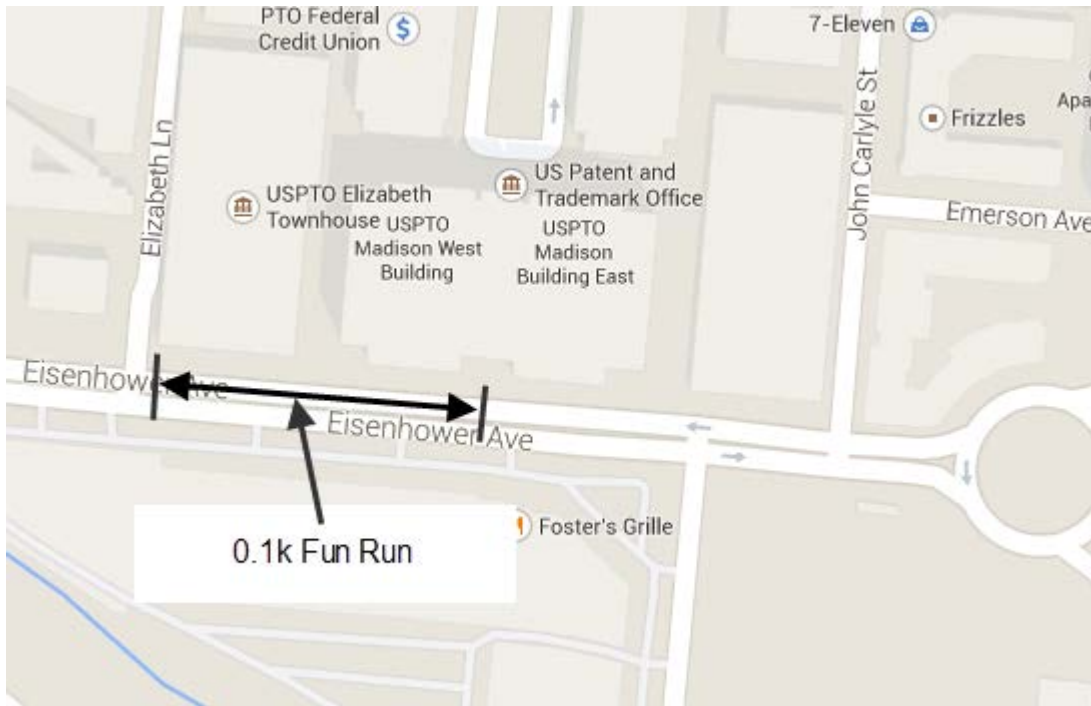 PTO Federal
Credit Union
$
7-Eleven
Elizabeth Ln
John Carlyle St
Frizzles
Apa
US Patent and
Trademark Office
USPTO Elizabeth
Townhouse
USPTO
Madison West
Building
USPTO
Madison
Building East
Emerson Ave
Eisenhower Ave
Eisenhower Ave
Foster's Grille
0.1k Fun Run